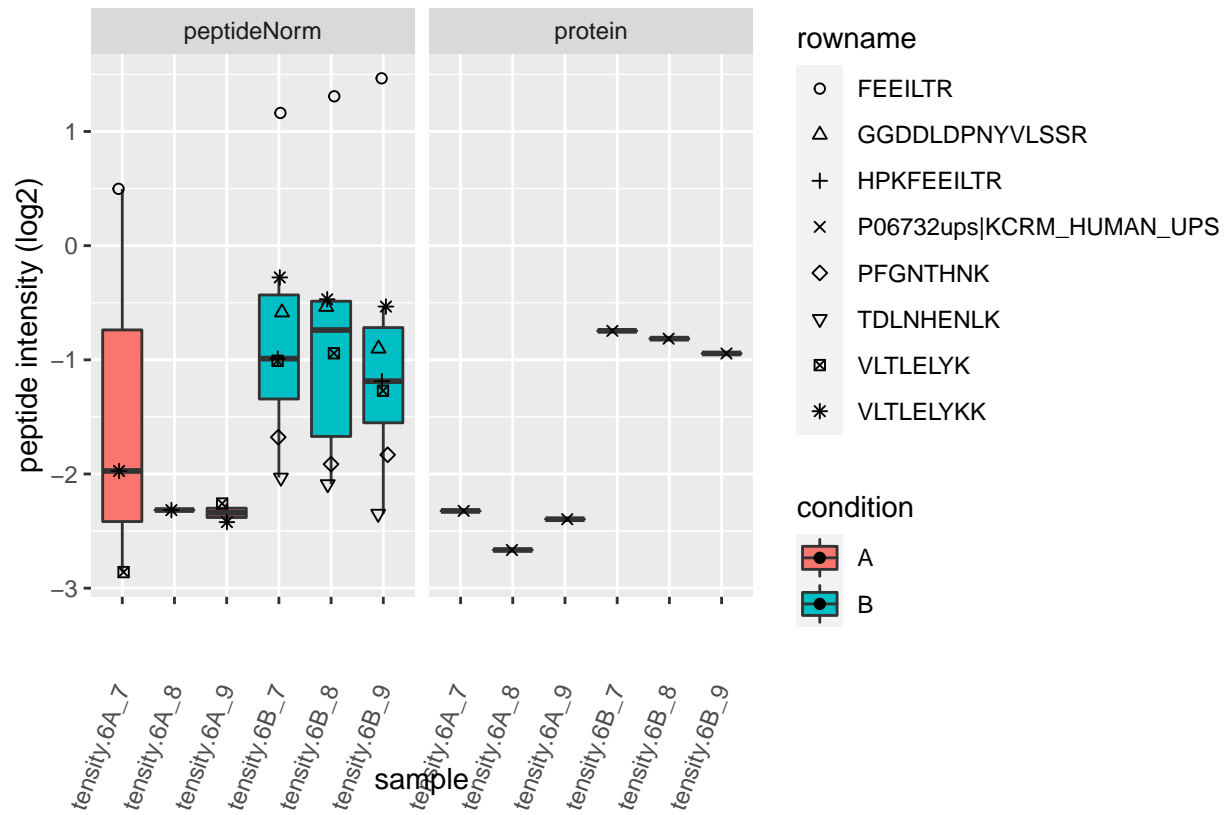 peptideNorm
protein
peptide intensity (log2)
1
0
−1
−2
−3
tensity.6A_7
tensity.6A_8
tensity.6A_9
tensity.6B_7
tensity.6B_8
tensity.6B_9
tensity.6A_7
tensity.6A_8
tensity.6A_9
tensity.6B_7
tensity.6B_8
tensity.6B_9
sample
rowname
FEEILTR
GGDDLDPNYVLSSR
HPKFEEILTR
P06732ups|KCRM_HUMAN_UPS
PFGNTHNK
TDLNHENLK
VLTLELYK
VLTLELYKK
condition
A
B